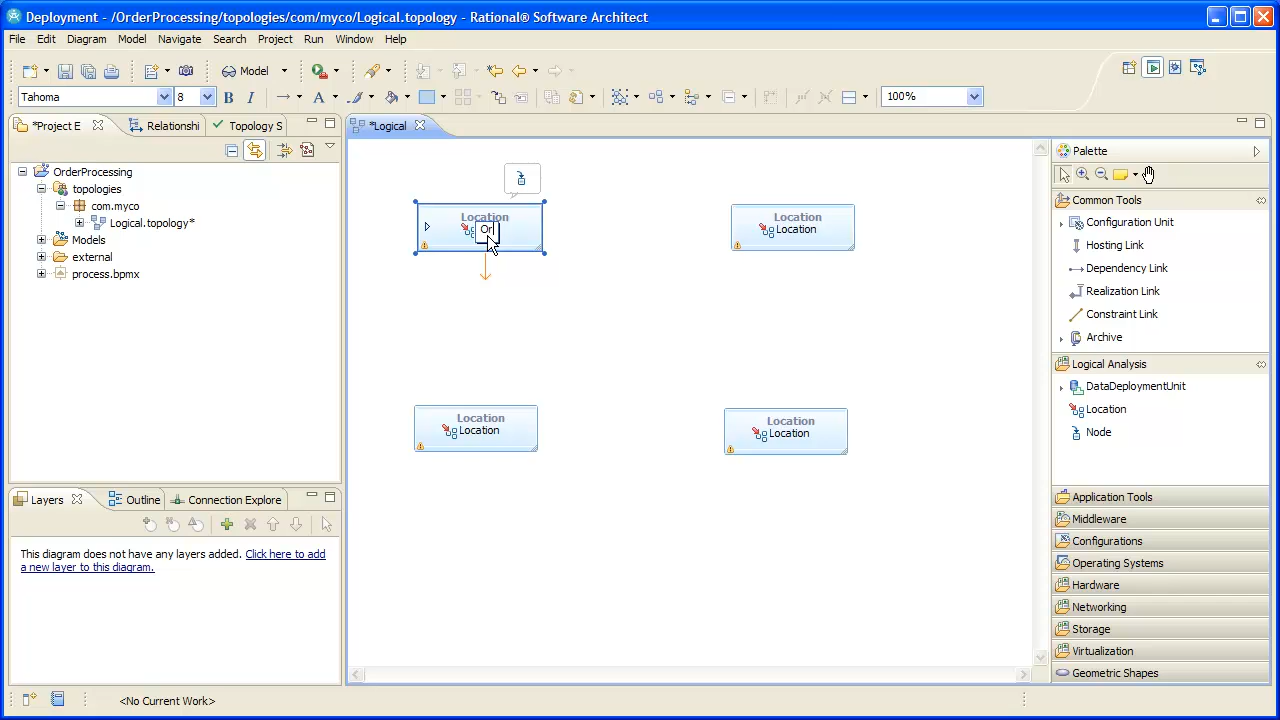 Deployment - /OrderProcessing/topologies/com/myco/Logical.topology - Rational® Software Architect
File Edit Diagram Model Navigate Search Project Run Window Help
Model
Tahoma 8 B I A 100%
*Project E Relationshi Topology S
*Logical
OrderProcessing
topologies
com.myco
Logical.topology*
Models
external
process.bpmx
Location
Or
Location
Location
Location
Location
Location
Location
Palette
Common Tools
Configuration Unit
Hosting Link
Dependency Link
Realization Link
Constraint Link
Archive
Logical Analysis
DataDeploymentUnit
Location
Node
Application Tools
Middleware
Configurations
Operating Systems
Hardware
Networking
Storage
Virtualization
Geometric Shapes
Layers Outline Connection Explore
This diagram does not have any layers added. Click here to add
a new layer to this diagram.
<No Current Work>